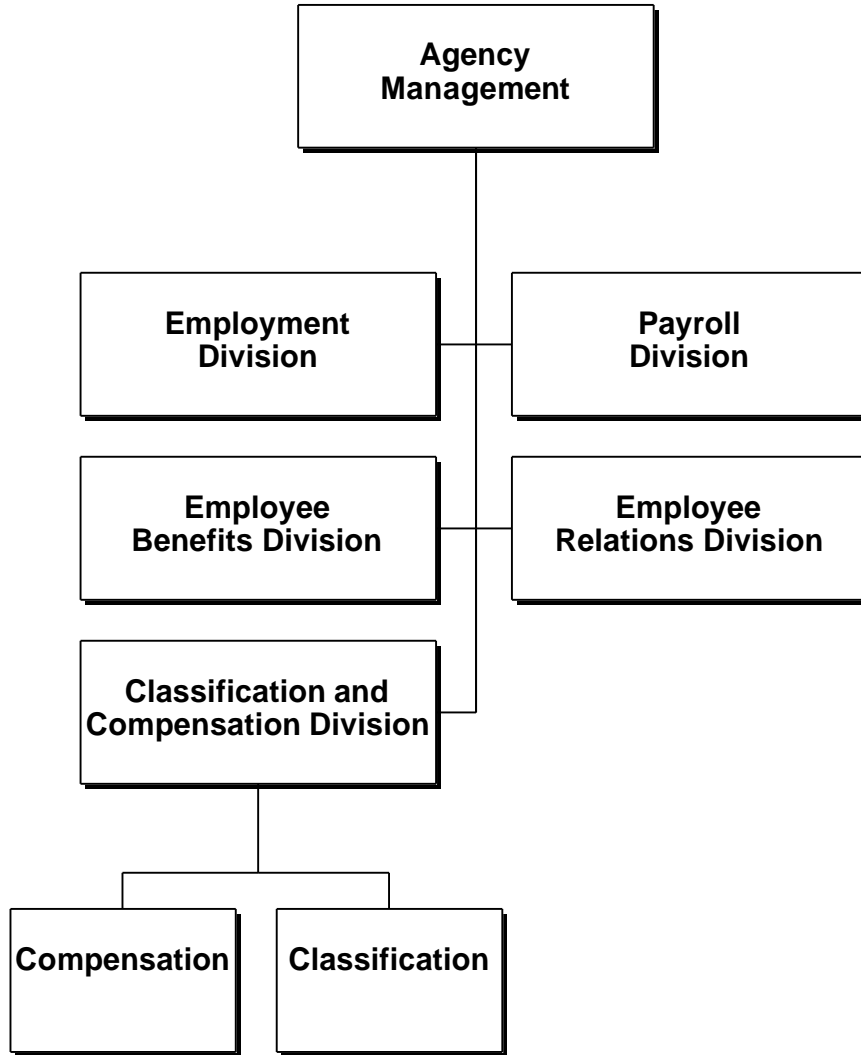 Agency
Management
Employment
Division
Payroll
Division
Employee
Benefits Division
Employee
Relations Division
Classification and
Compensation Division
Compensation
Classification